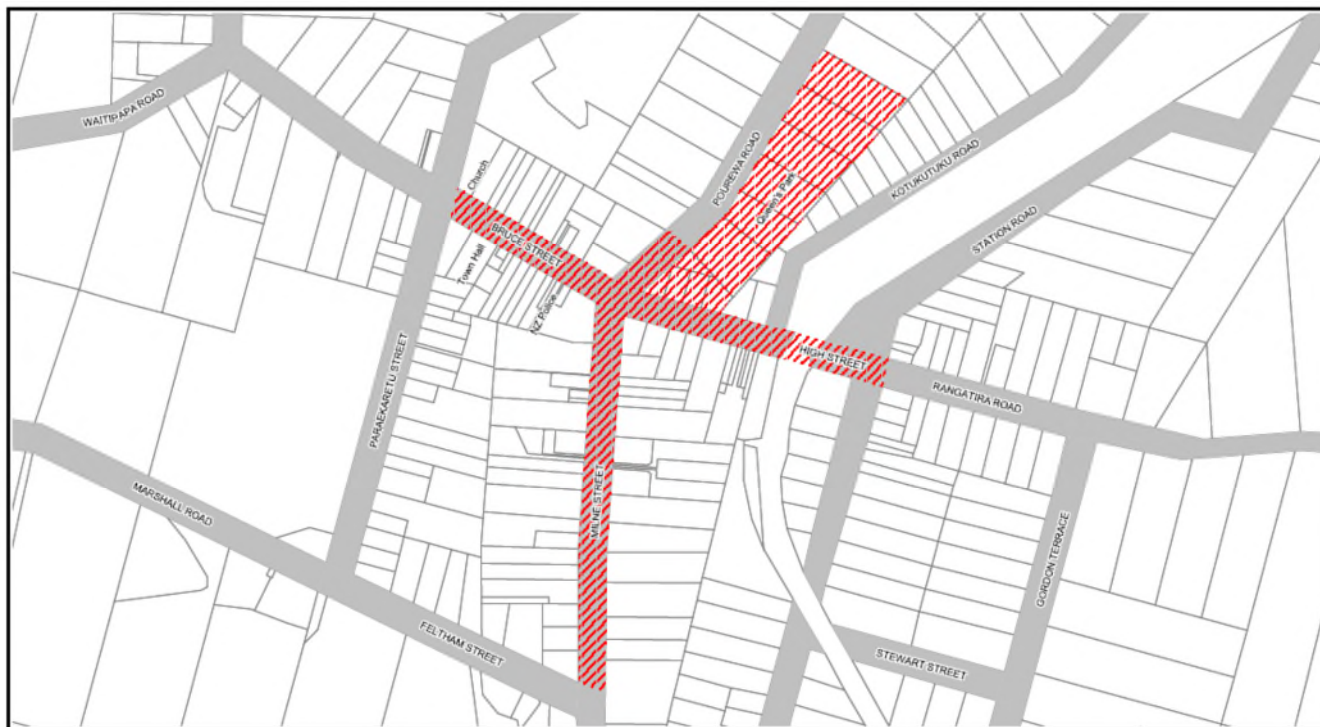 WAITIPAPA ROAD
Church
POUREWA ROAD
Queen's Park
KOTUKUTUKU ROAD
BRUCE STREET
STATION ROAD
Town Hall
NZ Police
HIGH STREET
PARAEKARETU STREET
RANGATIRA ROAD
MARSHALL ROAD
MILNE STREET
GORDON TERRACE
FELTHAM STREET
STEWART STREET